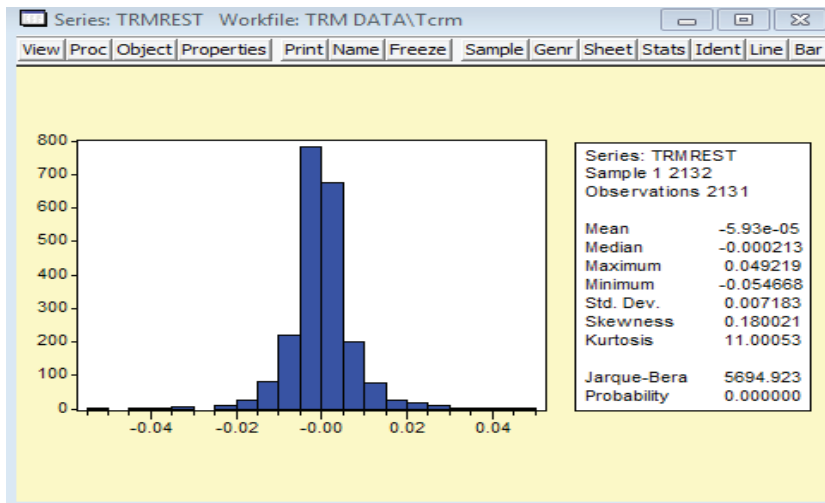 Series: TRMREST Workfile: TRM DATA\Tcrm
View Proc Object Properties Print Name Freeze Sample Genr Sheet Stats Ident Line Bar
800
700
600
500
400
300
200
100
0
-0.04 -0.02 -0.00 0.02 0.04
Series: TRMREST
Sample 1 2132
Observations 2131
Mean -5.93e-05
Median -0.000213
Maximum 0.049219
Minimum -0.054668
Std. Dev. 0.007183
Skewness 0.180021
Kurtosis 11.00053
Jarque-Bera 5694.923
Probability 0.000000